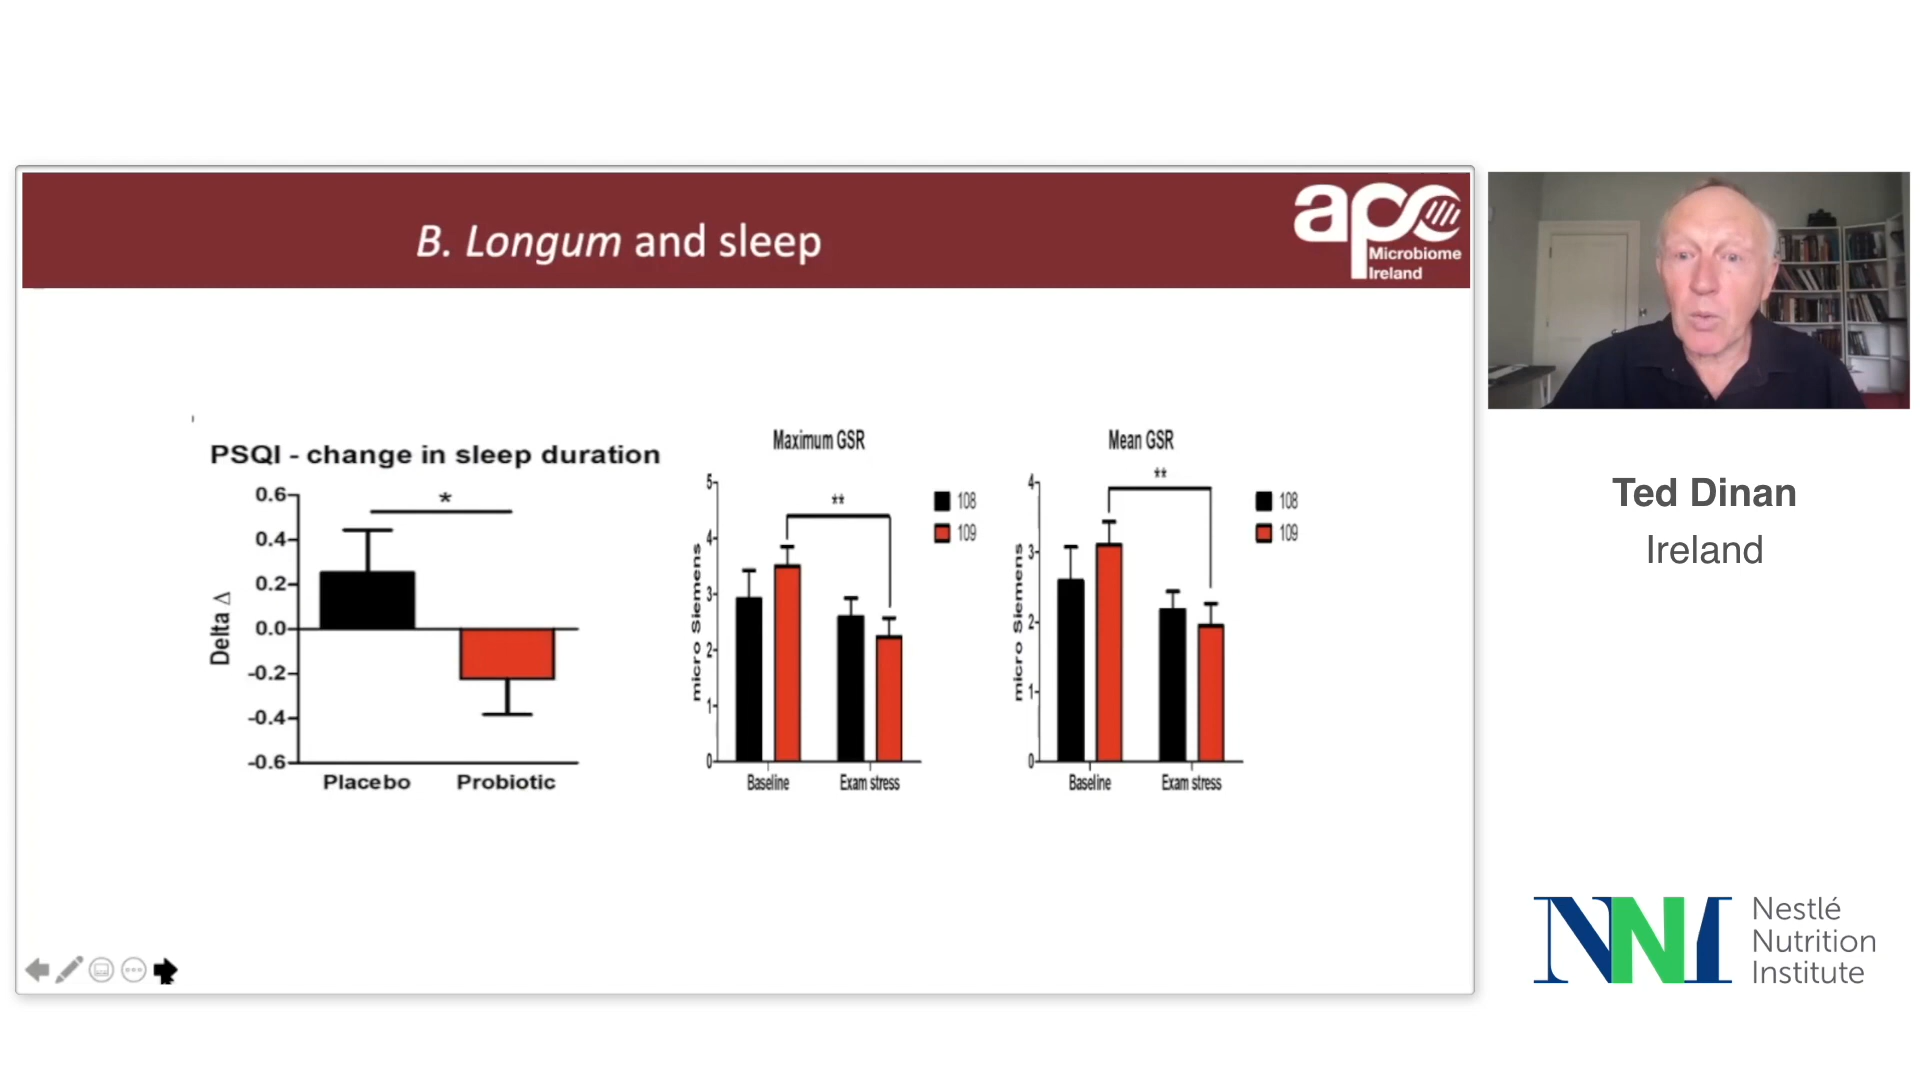 B. Longum and sleep
apc
Microbiome
Ireland
PSQI - change in sleep duration
*
0.6
0.4
0.2
0.0
-0.2
-0.4
-0.6
Delta Δ
Placebo
Probiotic
Maximum GSR
**
108
109
5
4
3
2
1
0
micro Siemens
Baseline
Exam stress
Mean GSR
**
108
109
4
3
2
1
0
micro Siemens
Baseline
Exam stress
Ted Dinan
Ireland
NNI
Nestlé
Nutrition
Institute